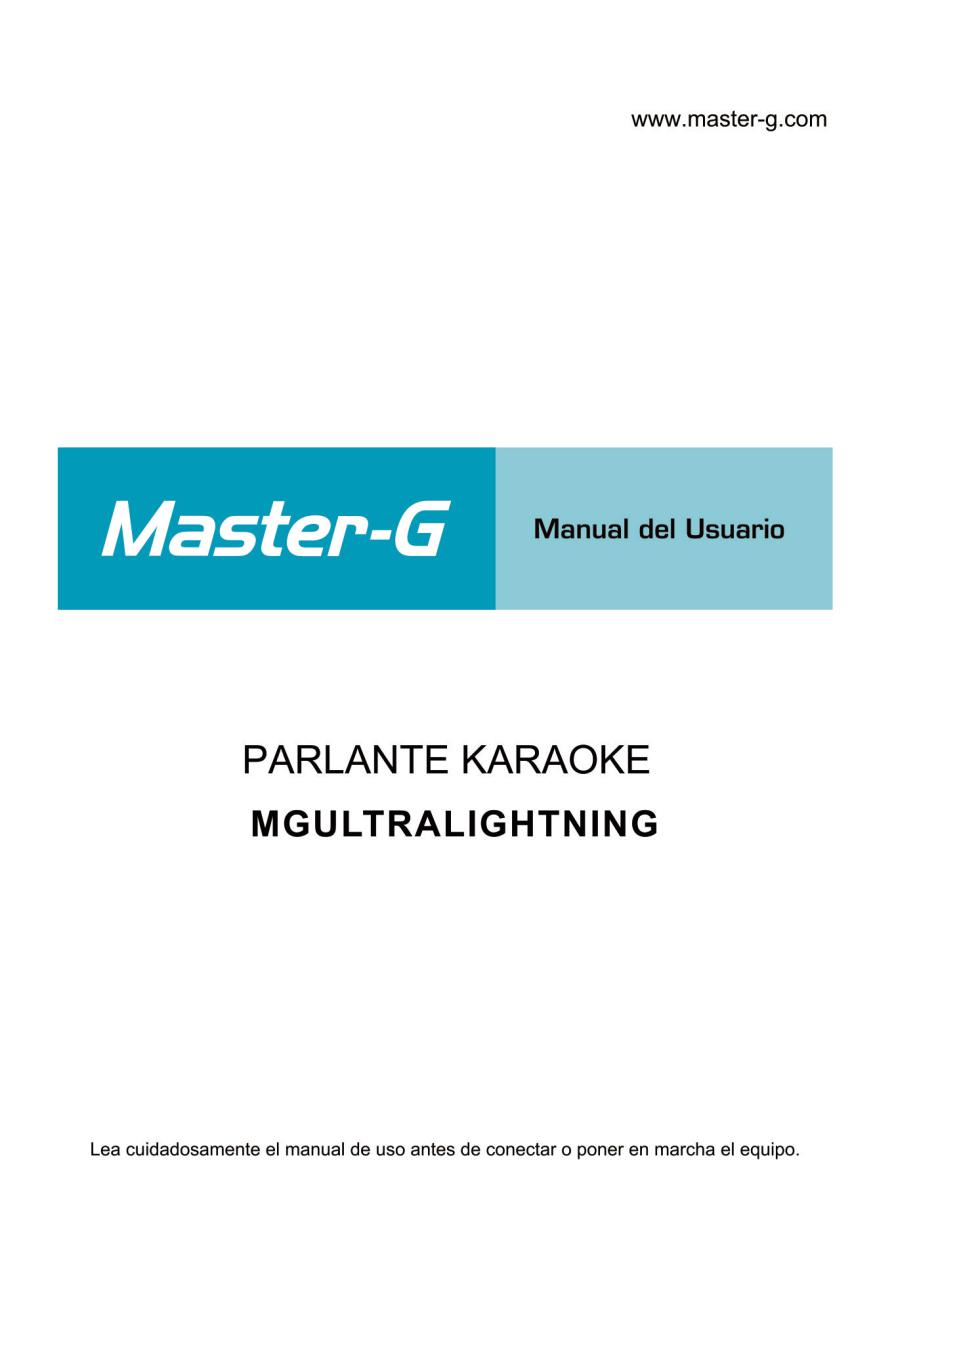 www.master-g.com
Master-G
Manual del Usuario
PARLANTE KARAOKE
MGULTRALIGHTNING
Lea cuidadosamente el manual de uso antes de conectar o poner en marcha el equipo.